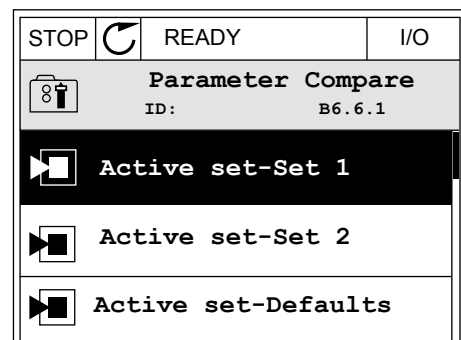 STOP READY I/O
Parameter Compare
ID: B6.6.1
Active set-Set 1
Active set-Set 2
Active set-Defaults